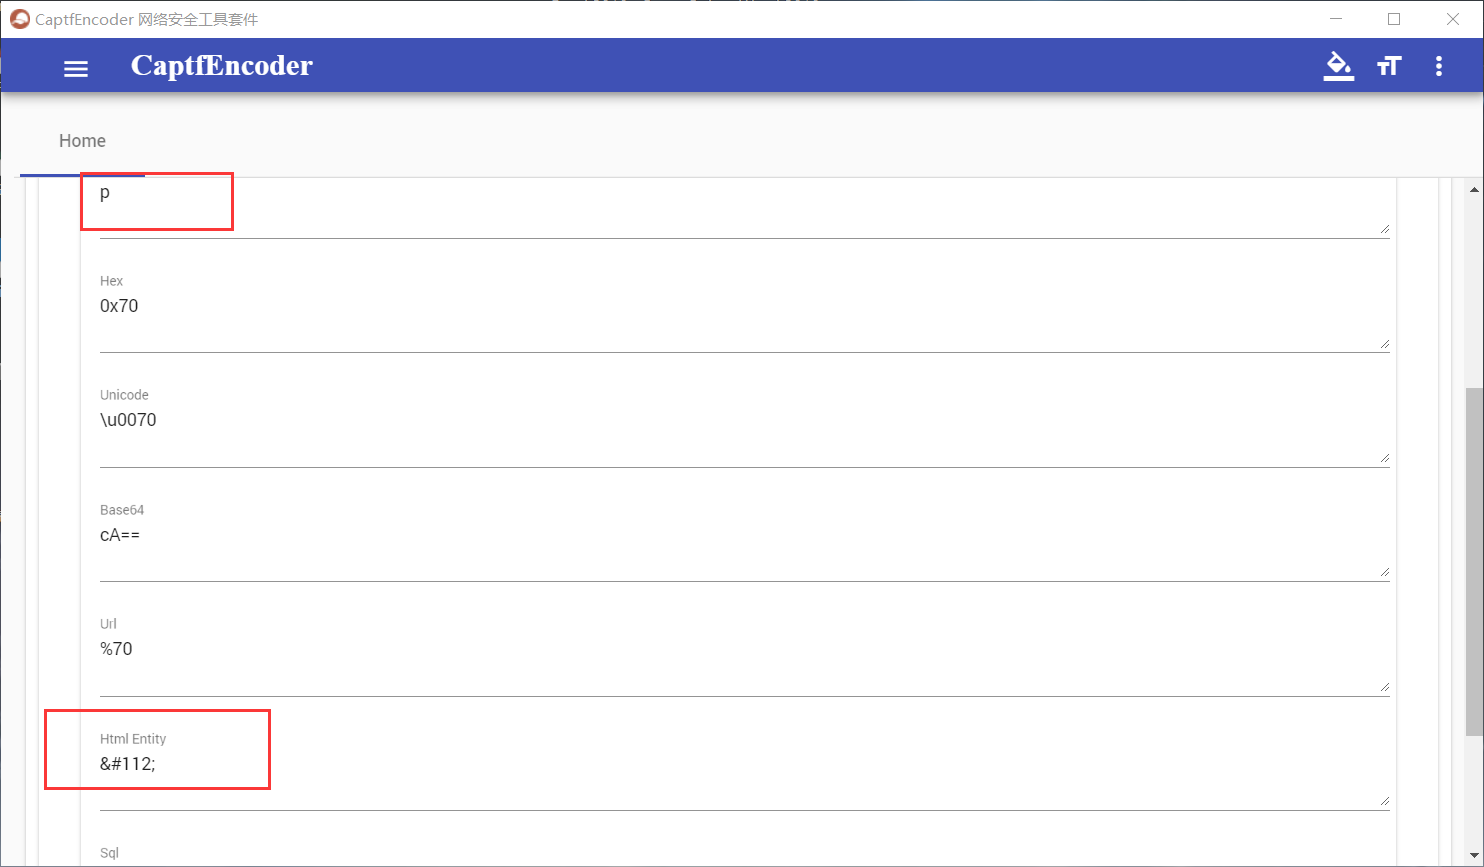 CaptfEncoder 网络安全工具套件
CaptfEncoder
Home
p
Hex
0x70
Unicode
\u0070
Base64
cA==
Url
%70
Html Entity
&#112;
Sql